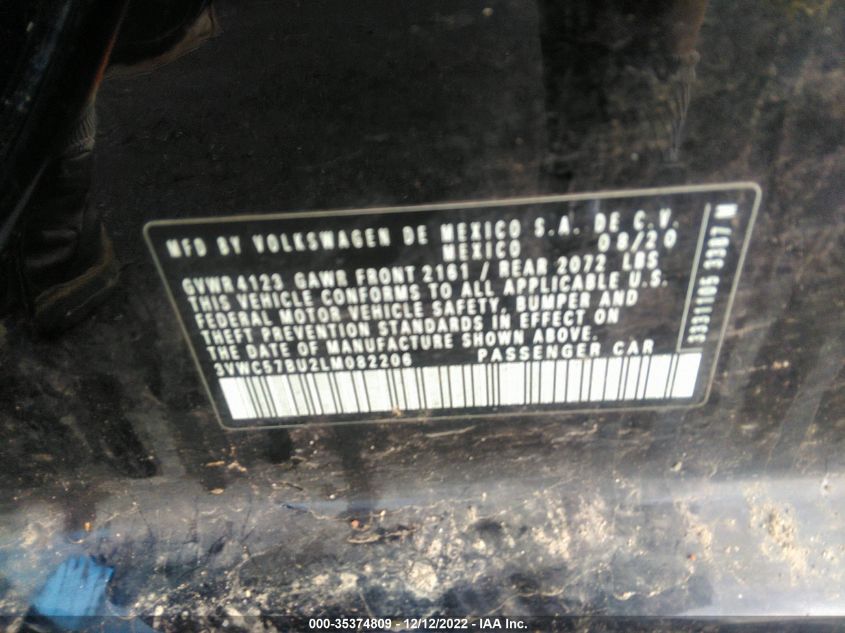 MFD BY VOLKSWAGEN DE MEXICO S.A. DE C.V.
MEXICO 08/20
GVWR 4123 GAWR FRONT 2161 / REAR 2072 LBS
THIS VEHICLE CONFORMS TO ALL APPLICABLE U.S.
FEDERAL MOTOR VEHICLE SAFETY, BUMPER AND
THEFT PREVENTION STANDARDS IN EFFECT ON
THE DATE OF MANUFACTURE SHOWN ABOVE.
3VWC57BU2LM082206 PASSENGER CAR
3331105 3387 M
000-35374809 - 12/12/2022 - IAA Inc.